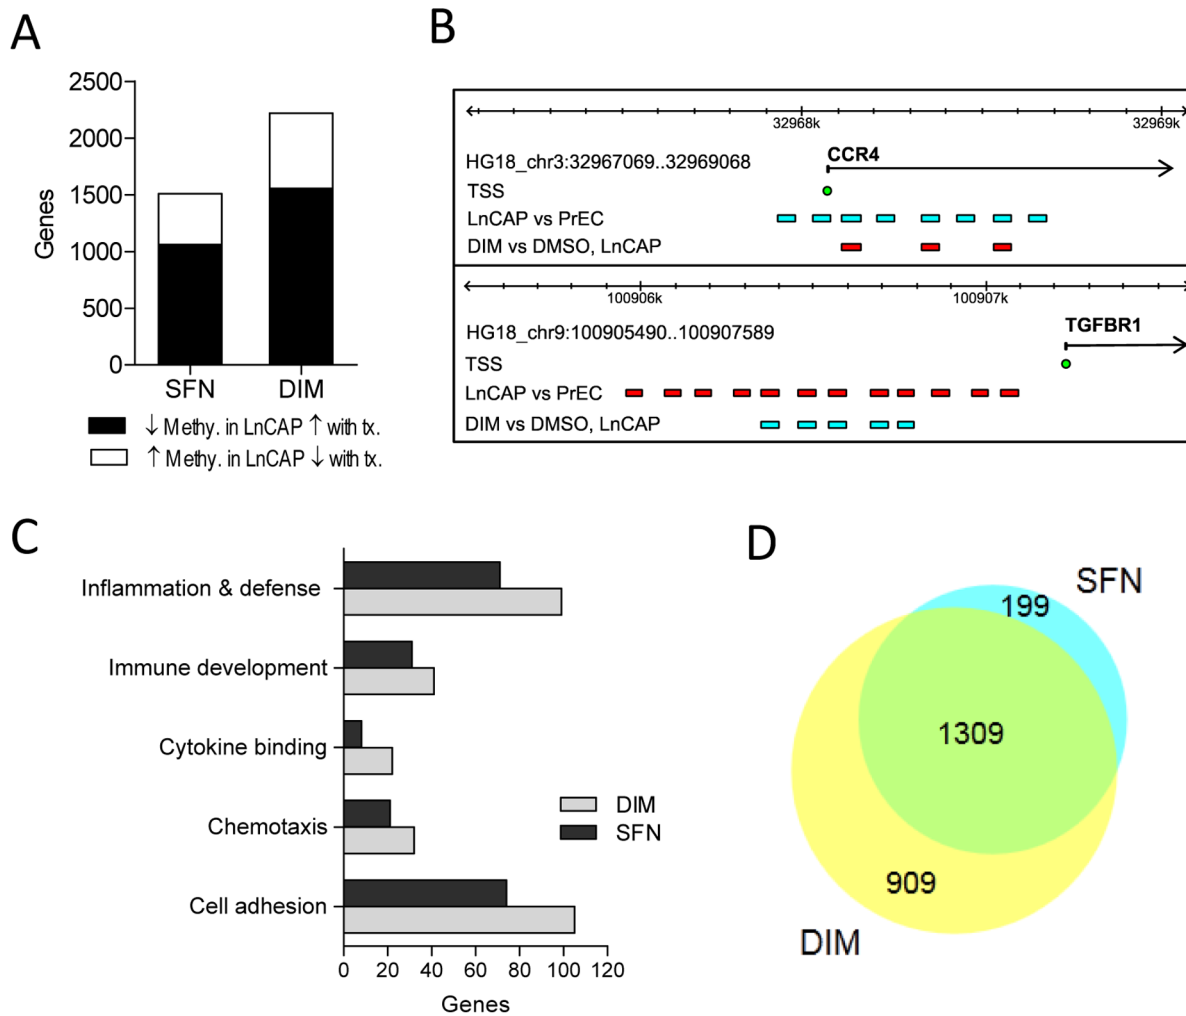 A
2500
2000
1500
1000
500
0
Genes
SFN
DIM
↓ Methy. in LnCAP ↑ with tx.
↑ Methy. in LnCAP ↓ with tx.
B
32968k
32969k
HG18_chr3:32967069..32969068
CCR4
TSS
LnCAP vs PrEC
DIM vs DMSO, LnCAP
100906k
100907k
HG18_chr9:100905490..100907589
TGFBR1
TSS
LnCAP vs PrEC
DIM vs DMSO, LnCAP
C
Inflammation & defense
Immune development
Cytokine binding
Chemotaxis
Cell adhesion
DIM
SFN
0 20 40 60 80 100 120
Genes
D
SFN
199
1309
909
DIM